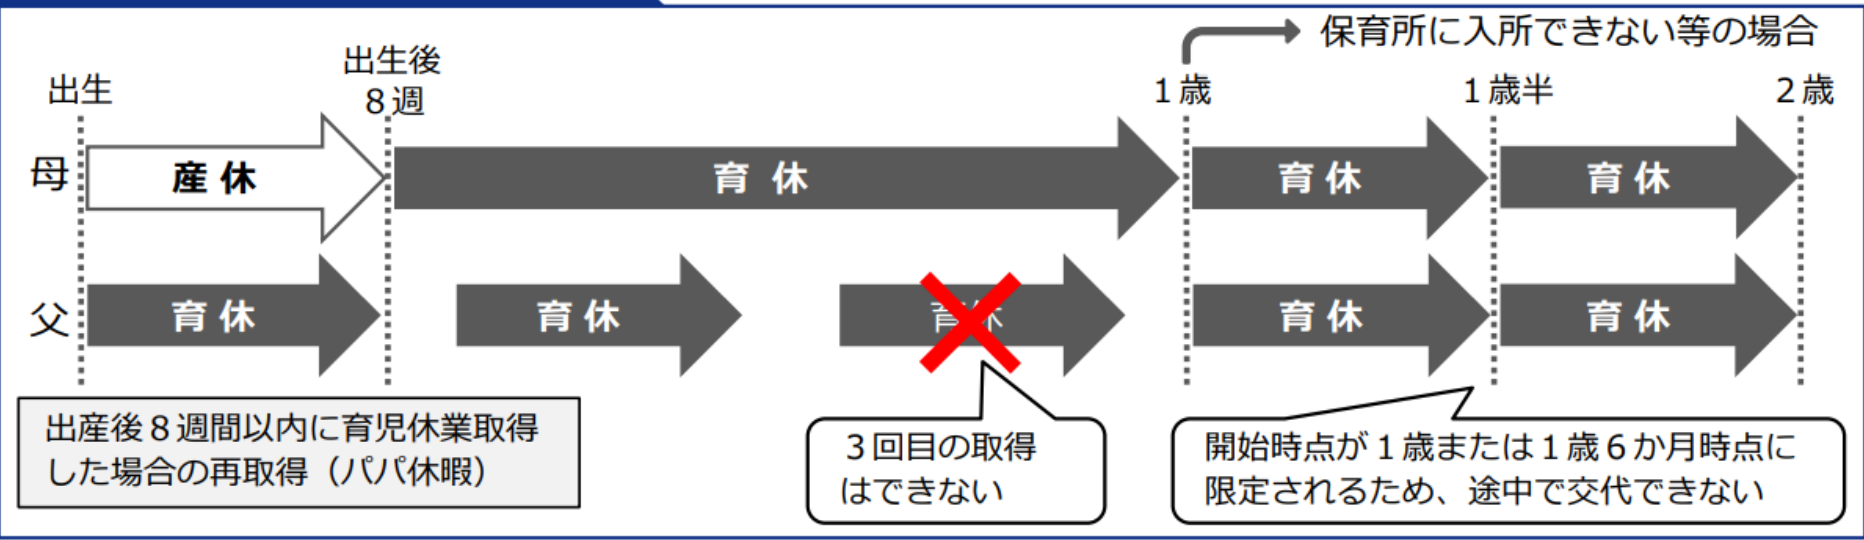 保育所に入所できない等の場合
出生
出生後
８週
１歳
１歳半
２歳
母
産休
育休
育休
育休
父
育休
育休
育休
育休
育休
出産後８週間以内に育児休業取得
した場合の再取得（パパ休暇）
３回目の取得
はできない
開始時点が１歳または１歳６か月時点に
限定されるため、途中で交代できない